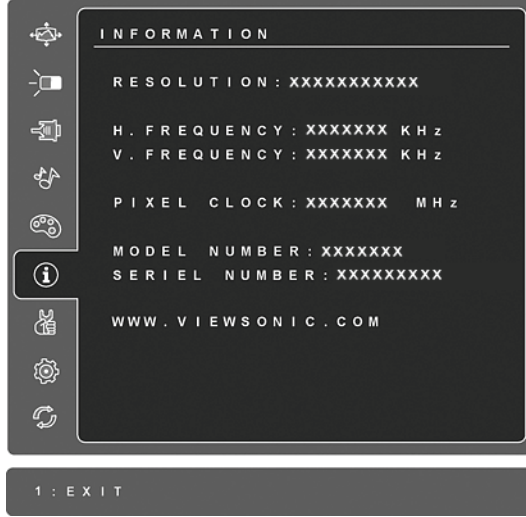 INFORMATION
RESOLUTION: XXXXXXXXXXX
H. FREQUENCY: XXXXXXX KHz
V. FREQUENCY: XXXXXXX KHz
PIXEL CLOCK: XXXXXXX MHz
MODEL NUMBER: XXXXXXX
SERIEL NUMBER: XXXXXXXXX
WWW.VIEWSONIC.COM
1:EXIT